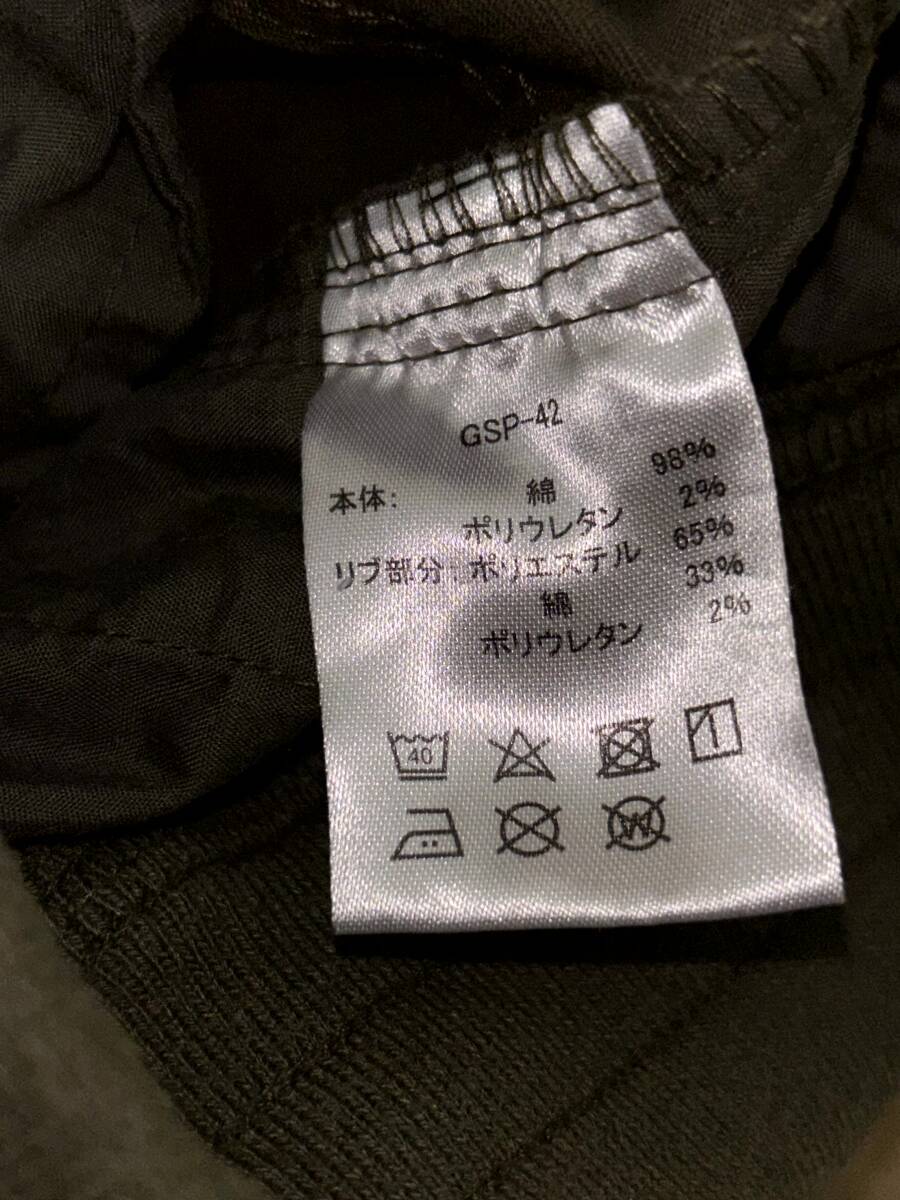 GSP-42
本体: 綿 98%
ポリウレタン 2%
リブ部分: ポリエステル 65%
綿 33%
ポリウレタン 2%
40
W